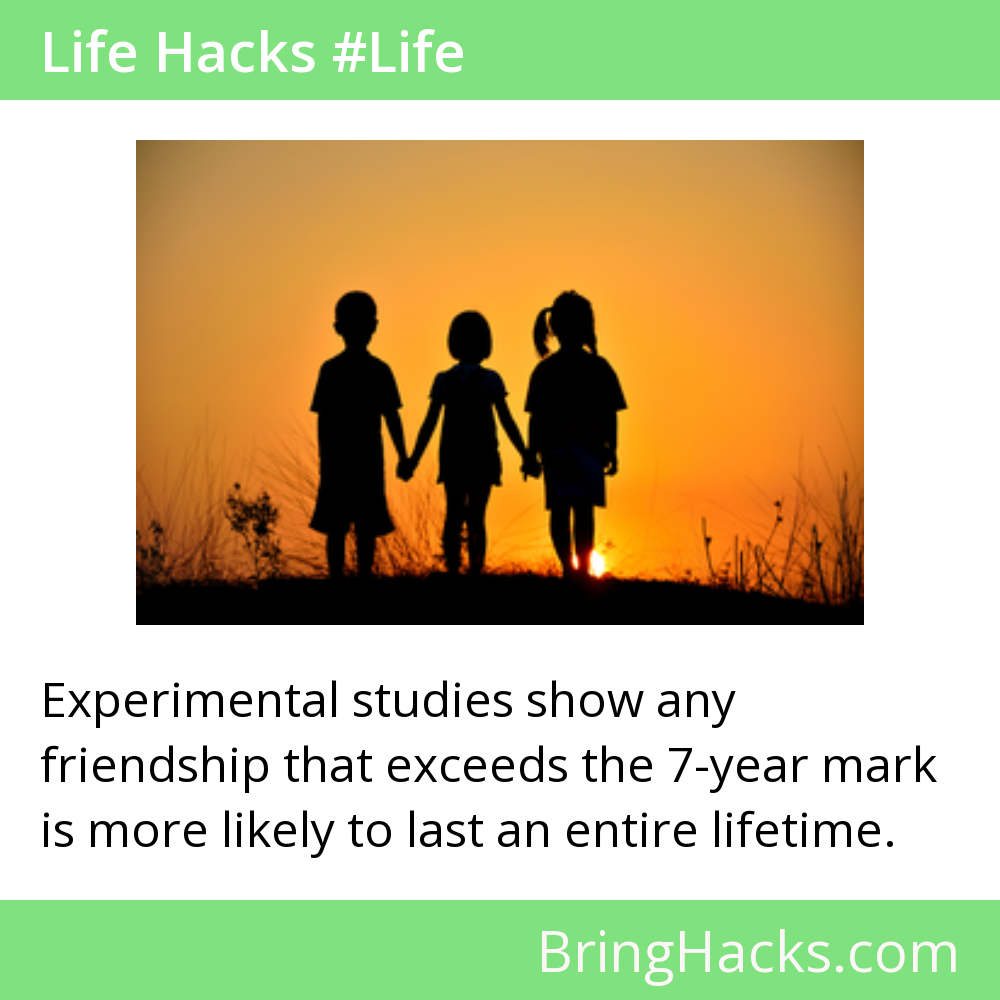 Life Hacks #Life
Experimental studies show any
friendship that exceeds the 7-year mark
is more likely to last an entire lifetime.
BringHacks.com